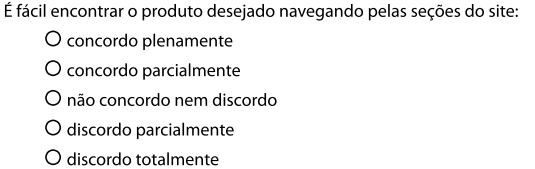 É fácil encontrar o produto desejado navegando pelas seções do site:
concordo plenamente
concordo parcialmente
não concordo nem discordo
discordo parcialmente
discordo totalmente